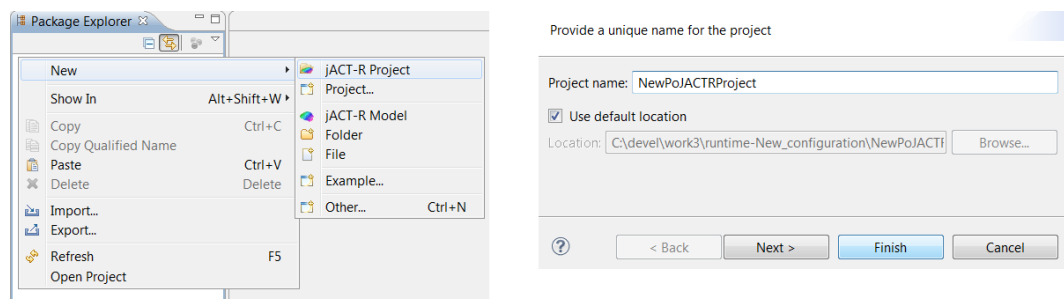 Package Explorer
New
Show In Alt+Shift+W
Copy Ctrl+C
Copy Qualified Name
Paste Ctrl+V
Delete Delete
Import...
Export...
Refresh F5
Open Project
jACT-R Project
Project...
jACT-R Model
Folder
File
Example...
Other... Ctrl+N
Provide a unique name for the project
Project name: NewPoJACTRProject
Use default location
Location: C:\devel\work3\runtime-New_configuration\NewPoJACTF Browse...
? < Back Next > Finish Cancel